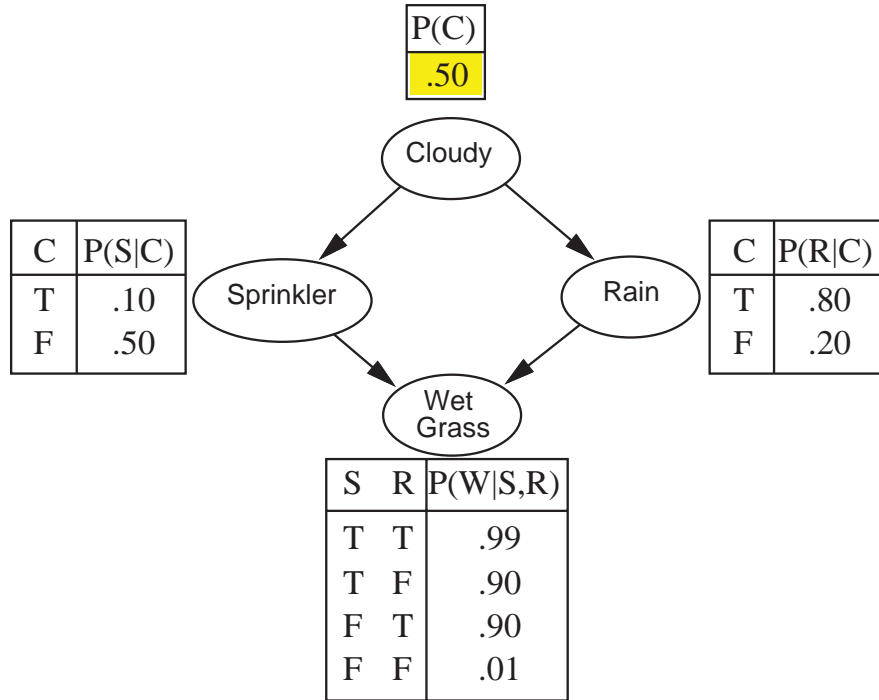 P(C)
.50
Cloudy
C P(S|C)
T .10
F .50
Sprinkler
Rain
C P(R|C)
T .80
F .20
Wet
Grass
S R P(W|S,R)
T T .99
T F .90
F T .90
F F .01